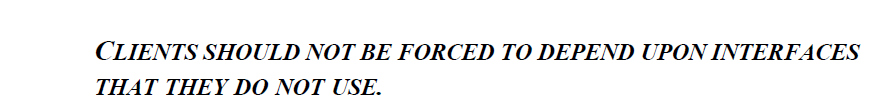 CLIENTS SHOULD NOT BE FORCED TO DEPEND UPON INTERFACES
THAT THEY DO NOT USE.